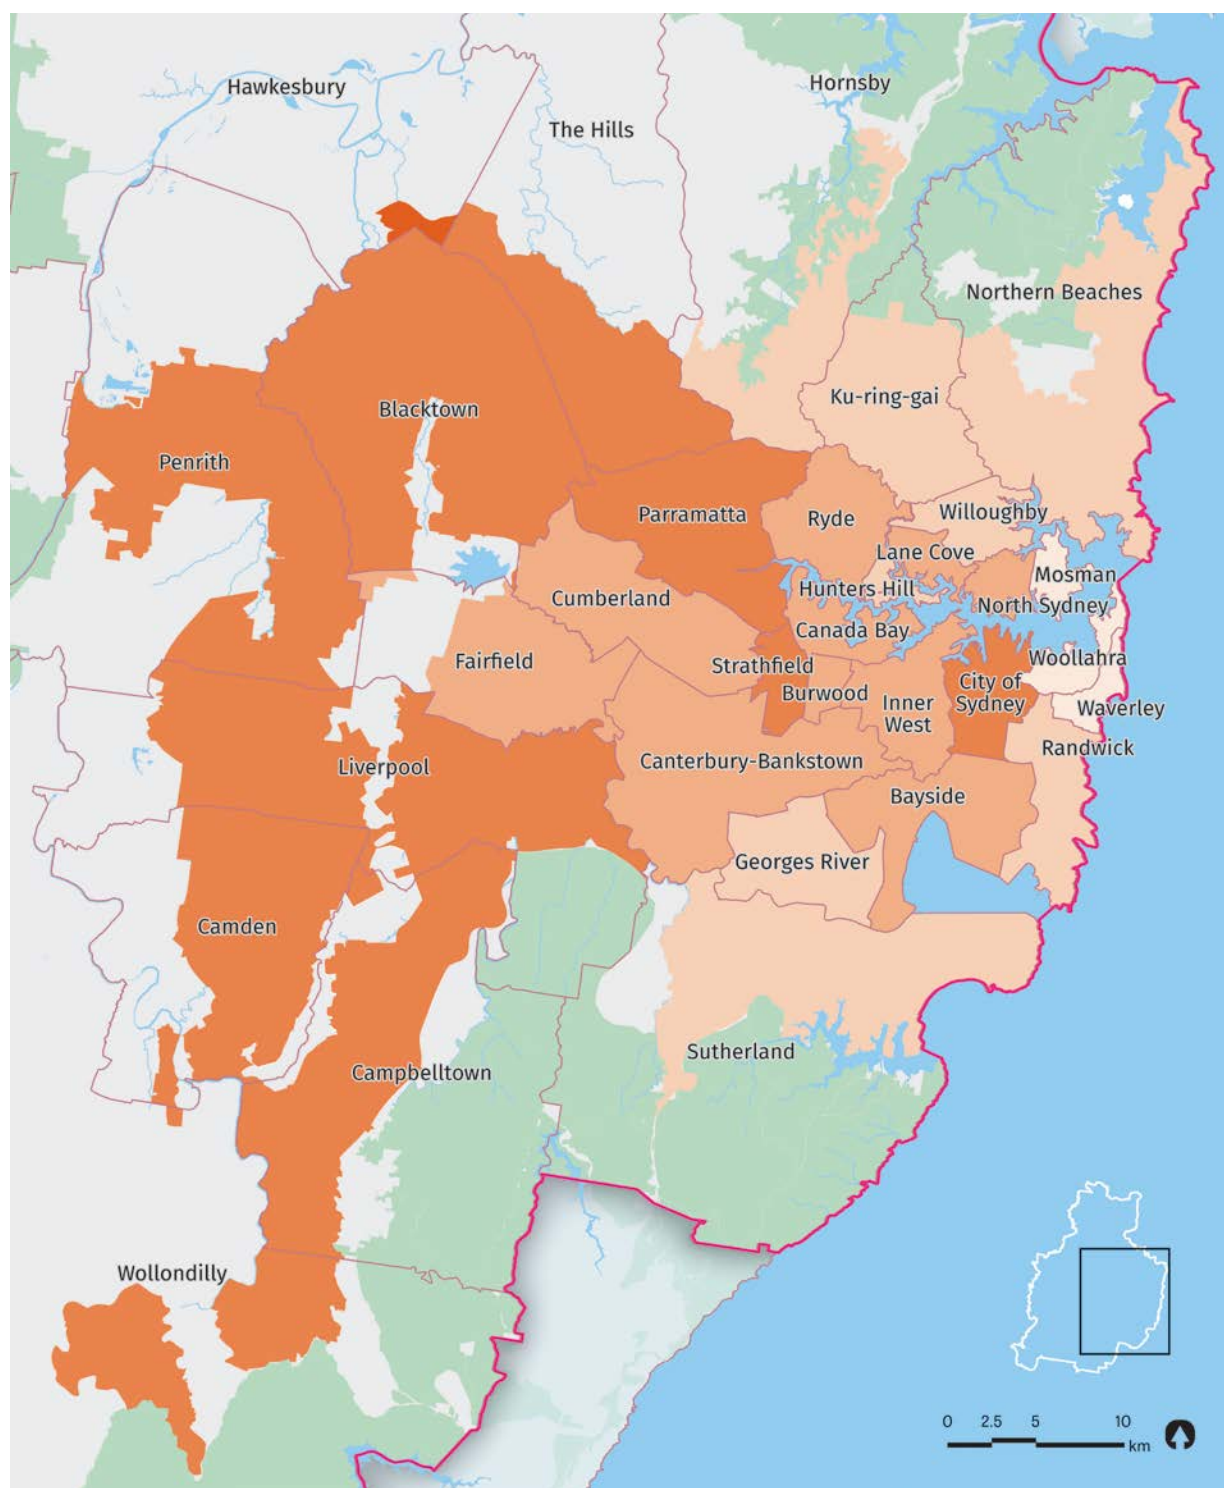 Hornsby
Hawkesbury
The Hills
Northern Beaches
Ku-ring-gai
Blacktown
Penrith
Parramatta
Ryde
Willoughby
Lane Cove
Mosman
Hunters Hill
North Sydney
Cumberland
Canada Bay
Fairfield
Strathfield
Woollahra
Burwood
City of
Sydney
Inner
West
Waverley
Randwick
Liverpool
Canterbury-Bankstown
Bayside
Georges River
Camden
Sutherland
Campbelltown
Wollondilly
0 2.5 5 10
km